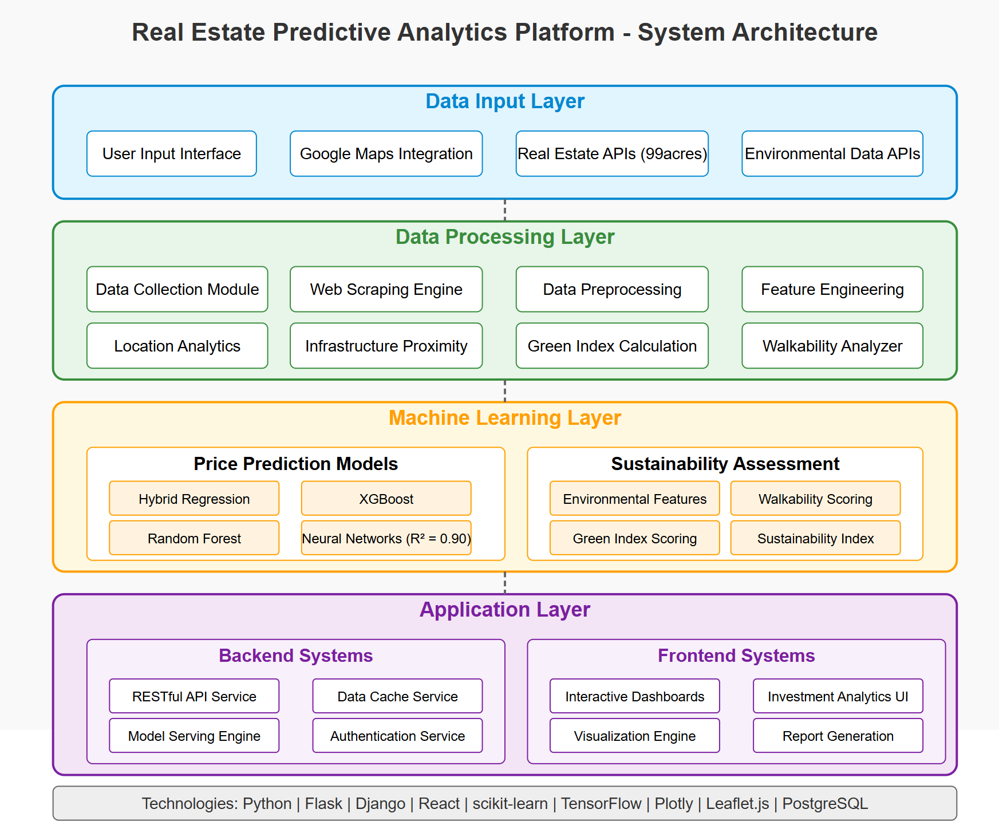 Real Estate Predictive Analytics Platform - System Architecture
Data Input Layer
User Input Interface
Google Maps Integration
Real Estate APIs (99acres)
Environmental Data APIs
Data Processing Layer
Data Collection Module
Web Scraping Engine
Data Preprocessing
Feature Engineering
Location Analytics
Infrastructure Proximity
Green Index Calculation
Walkability Analyzer
Machine Learning Layer
Price Prediction Models
Hybrid Regression
XGBoost
Random Forest
Neural Networks (R² = 0.90)
Sustainability Assessment
Environmental Features
Walkability Scoring
Green Index Scoring
Sustainability Index
Application Layer
Backend Systems
RESTful API Service
Data Cache Service
Model Serving Engine
Authentication Service
Frontend Systems
Interactive Dashboards
Investment Analytics UI
Visualization Engine
Report Generation
Technologies: Python | Flask | Django | React | scikit-learn | TensorFlow | Plotly | Leaflet.js | PostgreSQL